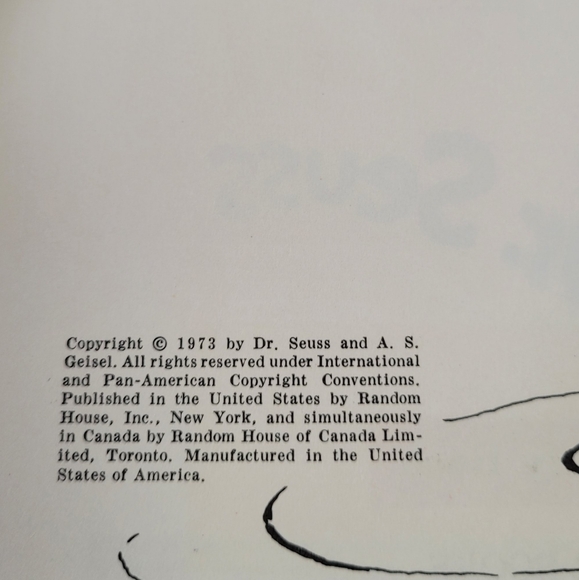 Copyright © 1973 by Dr. Seuss and A. S.
Geisel. All rights reserved under International
and Pan-American Copyright Conventions.
Published in the United States by Random
House, Inc., New York, and simultaneously
in Canada by Random House of Canada Lim-
ited, Toronto. Manufactured in the United
States of America.